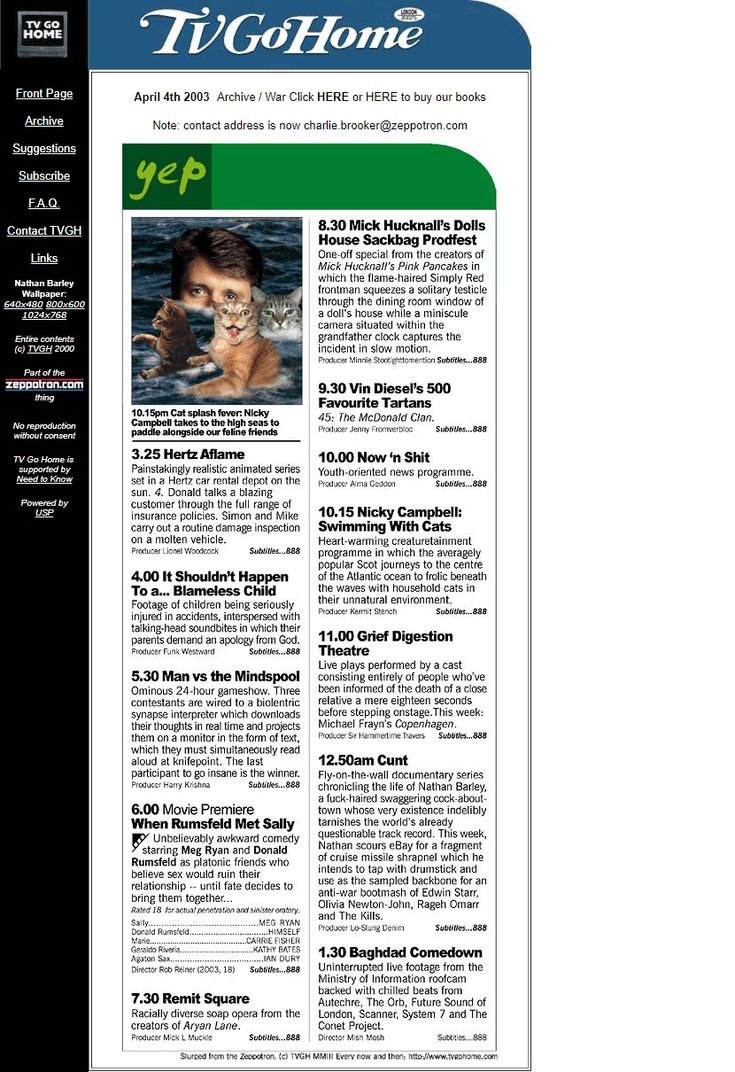 TV GO
HOME
TVGoHome
LONDON
Front Page
Archive
Suggestions
Subscribe
F.A.Q.
Contact TVGH
Links
Nathan Barley
Wallpaper:
640x480 800x600
1024x768
Entire contents
(c) TVGH 2000
Part of the
zeppotron.com
thing
No reproduction
without consent
TV Go Home is
supported by
Need to Know
Powered by
USP
April 4th 2003 Archive / War Click HERE or HERE to buy our books
Note: contact address is now charlie.brooker@zeppotron.com
yep
10.15pm Cat splash fever: Nicky
Campbell takes to the high seas to
paddle alongside our feline friends
3.25 Hertz Aflame
Painstakingly realistic animated series
set in a Hertz car rental depot on the
sun. 4. Donald talks a blazing
customer through the full range of
insurance policies. Simon and Mike
carry out a routine damage inspection
on a molten vehicle.
Producer Lionel Woodcock Subtitles...888
4.00 It Shouldn't Happen
To a... Blameless Child
Footage of children being seriously
injured in accidents, interspersed with
talking-head soundbites in which their
parents demand an apology from God.
Producer Funk Westward Subtitles...888
5.30 Man vs the Mindspool
Ominous 24-hour gameshow. Three
contestants are wired to a biolentric
synapse interpreter which downloads
their thoughts in real time and projects
them on a monitor in the form of text,
which they must simultaneously read
aloud at knifepoint. The last
participant to go insane is the winner.
Producer Harry Krishna Subtitles...888
6.00 Movie Premiere
When Rumsfeld Met Sally
Unbelievably awkward comedy
starring Meg Ryan and Donald
Rumsfeld as platonic friends who
believe sex would ruin their
relationship -- until fate decides to
bring them together...
Rated 18 for actual penetration and sinister oratory.
Sally......................................MEG RYAN
Donald Rumsfeld...........................HIMSELF
Marie.................................CARRIE FISHER
Geraldo Riveria.........................KATHY BATES
Agaton Sax................................IAN DURY
Director Rob Reiner (2003, 18) Subtitles...888
7.30 Remit Square
Racially diverse soap opera from the
creators of Aryan Lane.
Producer Mick L Muckle Subtitles...888
8.30 Mick Hucknall's Dolls
House Sackbag Prodfest
One-off special from the creators of
Mick Hucknall's Pink Pancakes in
which the flame-haired Simply Red
frontman squeezes a solitary testicle
through the dining room window of
a doll's house while a miniscule
camera situated within the
grandfather clock captures the
incident in slow motion.
Producer Minnie Stootighttomention Subtitles...888
9.30 Vin Diesel's 500
Favourite Tartans
45: The McDonald Clan.
Producer Jenny Fromverbloc Subtitles...888
10.00 Now 'n Shit
Youth-oriented news programme.
Producer Alma Geddon Subtitles...888
10.15 Nicky Campbell:
Swimming With Cats
Heart-warming creaturetainment
programme in which the averagely
popular Scot journeys to the centre
of the Atlantic ocean to frolic beneath
the waves with household cats in
their unnatural environment.
Producer Kermit Stench Subtitles...888
11.00 Grief Digestion
Theatre
Live plays performed by a cast
consisting entirely of people who've
been informed of the death of a close
relative a mere eighteen seconds
before stepping onstage.This week:
Michael Frayn's Copenhagen.
Producer Sir Hammertime Travers Subtitles...888
12.50am Cunt
Fly-on-the-wall documentary series
chronicling the life of Nathan Barley,
a fuck-haired swaggering cock-about-
town whose very existence indelibly
tarnishes the world's already
questionable track record. This week,
Nathan scours eBay for a fragment
of cruise missile shrapnel which he
intends to tap with drumstick and
use as the sampled backbone for an
anti-war bootmash of Edwin Starr,
Olivia Newton-John, Rageh Omarr
and The Kills.
Producer Lo-Slung Denim Subtitles...888
1.30 Baghdad Comedown
Uninterrupted live footage from the
Ministry of Information roofcam
backed with chilled beats from
Autechre, The Orb, Future Sound of
London, Scanner, System 7 and The
Conet Project.
Director Mish Mosh Subtitles...888
Slurped from the Zeppotron. (c) TVGH MMIII Every now and then: http://www.tvgohome.com